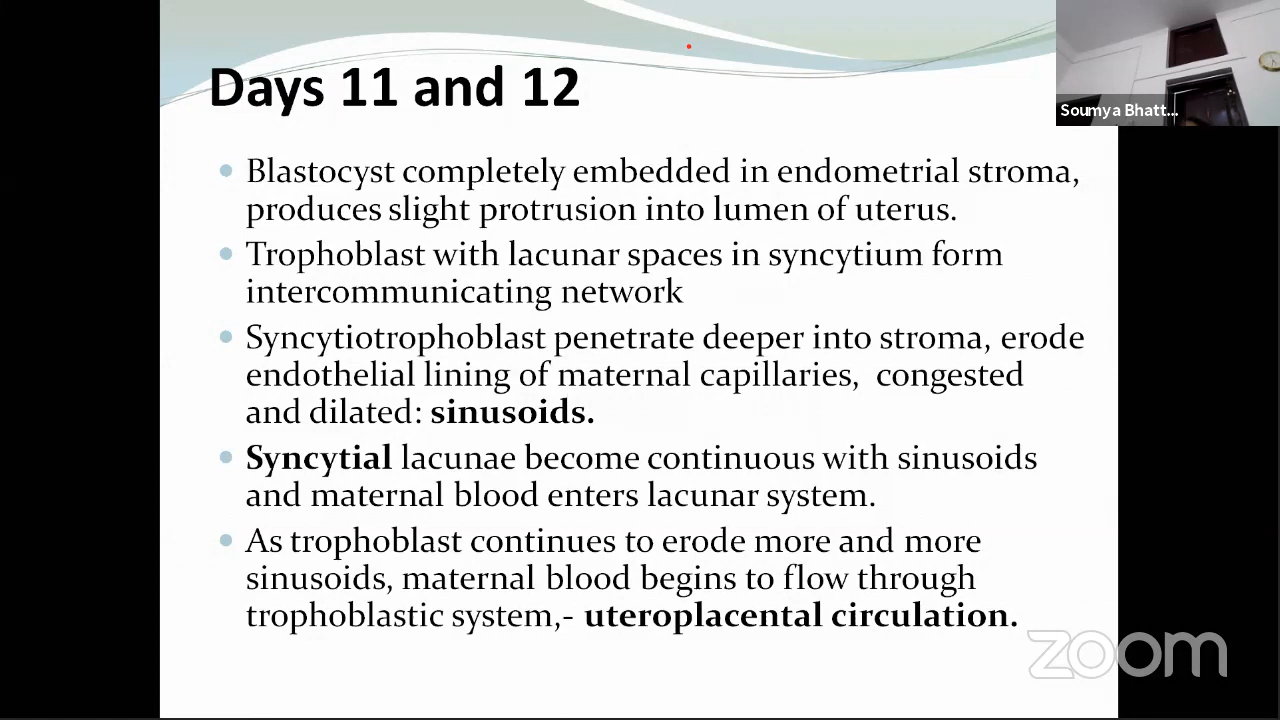 Days 11 and 12
Soumya Bhatt...
Blastocyst completely embedded in endometrial stroma,
produces slight protrusion into lumen of uterus.
Trophoblast with lacunar spaces in syncytium form
intercommunicating network
Syncytiotrophoblast penetrate deeper into stroma, erode
endothelial lining of maternal capillaries, congested
and dilated: sinusoids.
Syncytial lacunae become continuous with sinusoids
and maternal blood enters lacunar system.
As trophoblast continues to erode more and more
sinusoids, maternal blood begins to flow through
trophoblastic system,- uteroplacental circulation.
zoom